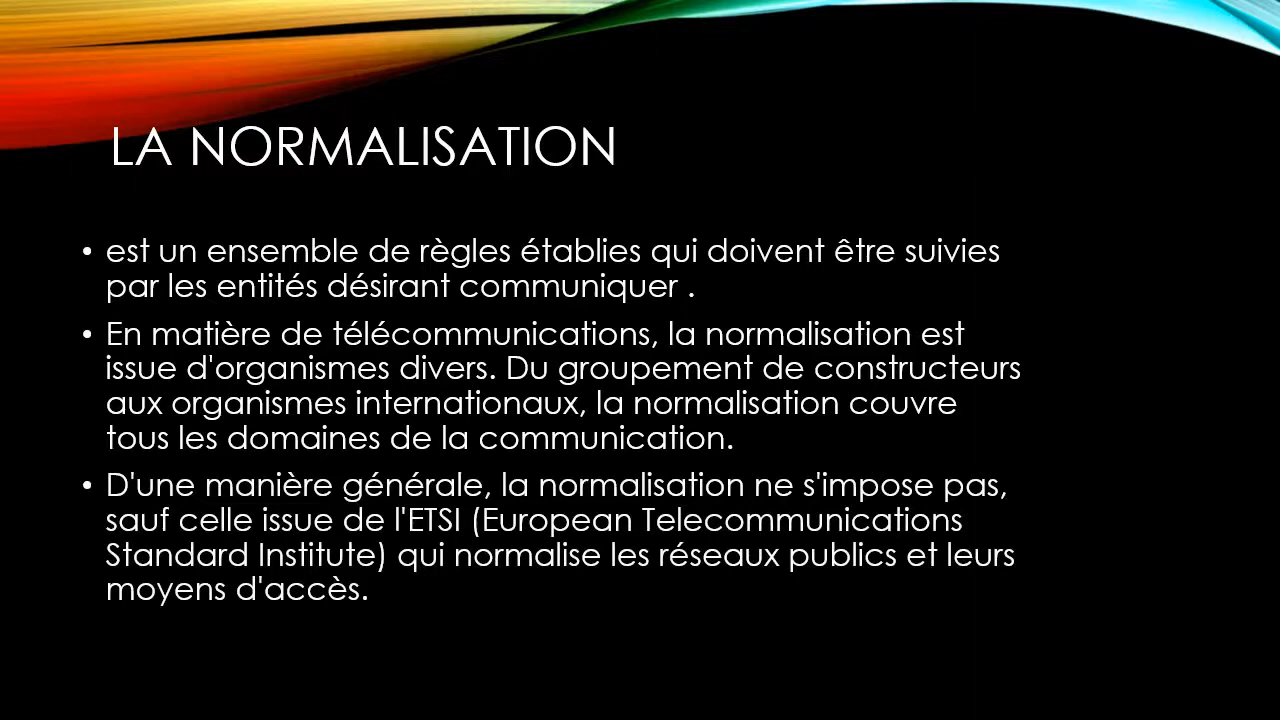 LA NORMALISATION
• est un ensemble de règles établies qui doivent être suivies
par les entités désirant communiquer .
• En matière de télécommunications, la normalisation est
issue d'organismes divers. Du groupement de constructeurs
aux organismes internationaux, la normalisation couvre
tous les domaines de la communication.
• D'une manière générale, la normalisation ne s'impose pas,
sauf celle issue de l'ETSI (European Telecommunications
Standard Institute) qui normalise les réseaux publics et leurs
moyens d'accès.